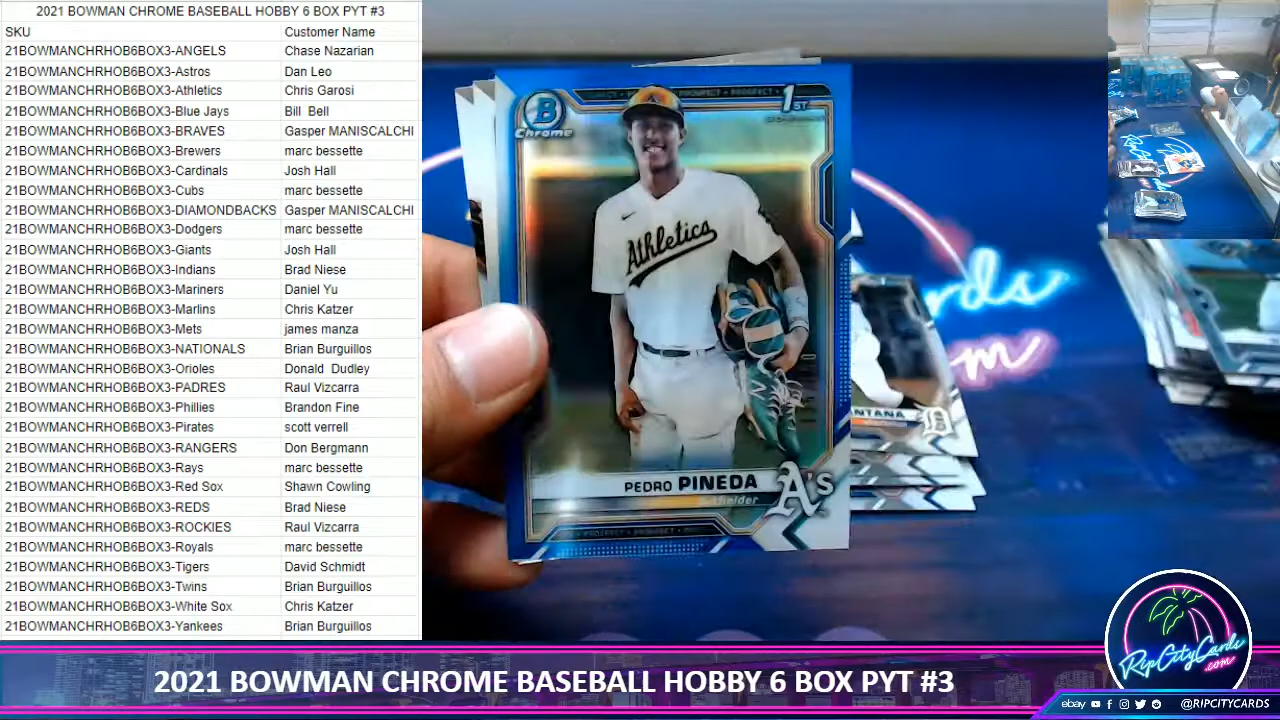 2021 BOWMAN CHROME BASEBALL HOBBY 6 BOX PYT #3
SKU Customer Name
21BOWMANCHRHOB6BOX3-ANGELS Chase Nazarian
21BOWMANCHRHOB6BOX3-Astros Dan Leo
21BOWMANCHRHOB6BOX3-Athletics Chris Garosi
21BOWMANCHRHOB6BOX3-Blue Jays Bill Bell
21BOWMANCHRHOB6BOX3-BRAVES Gasper MANISCALCHI
21BOWMANCHRHOB6BOX3-Brewers marc bessette
21BOWMANCHRHOB6BOX3-Cardinals Josh Hall
21BOWMANCHRHOB6BOX3-Cubs marc bessette
21BOWMANCHRHOB6BOX3-DIAMONDBACKS Gasper MANISCALCHI
21BOWMANCHRHOB6BOX3-Dodgers marc bessette
21BOWMANCHRHOB6BOX3-Giants Josh Hall
21BOWMANCHRHOB6BOX3-Indians Brad Niese
21BOWMANCHRHOB6BOX3-Mariners Daniel Yu
21BOWMANCHRHOB6BOX3-Marlins Chris Katzer
21BOWMANCHRHOB6BOX3-Mets james manza
21BOWMANCHRHOB6BOX3-NATIONALS Brian Burguillos
21BOWMANCHRHOB6BOX3-Orioles Donald Dudley
21BOWMANCHRHOB6BOX3-PADRES Raul Vizcarra
21BOWMANCHRHOB6BOX3-Phillies Brandon Fine
21BOWMANCHRHOB6BOX3-Pirates scott verrell
21BOWMANCHRHOB6BOX3-RANGERS Don Bergmann
21BOWMANCHRHOB6BOX3-Rays marc bessette
21BOWMANCHRHOB6BOX3-Red Sox Shawn Cowling
21BOWMANCHRHOB6BOX3-REDS Brad Niese
21BOWMANCHRHOB6BOX3-ROCKIES Raul Vizcarra
21BOWMANCHRHOB6BOX3-Royals marc bessette
21BOWMANCHRHOB6BOX3-Tigers David Schmidt
21BOWMANCHRHOB6BOX3-Twins Brian Burguillos
21BOWMANCHRHOB6BOX3-White Sox Chris Katzer
21BOWMANCHRHOB6BOX3-Yankees Brian Burguillos
B
Chrome
PROSPECT PROSPECT
1ST
Athletics
PEDRO PINEDA
A's
PROSPECT
rds
m
NTANA
D
RipCityCards
.com
2021 BOWMAN CHROME BASEBALL HOBBY 6 BOX PYT #3
ebay @RIPCITYCARDS